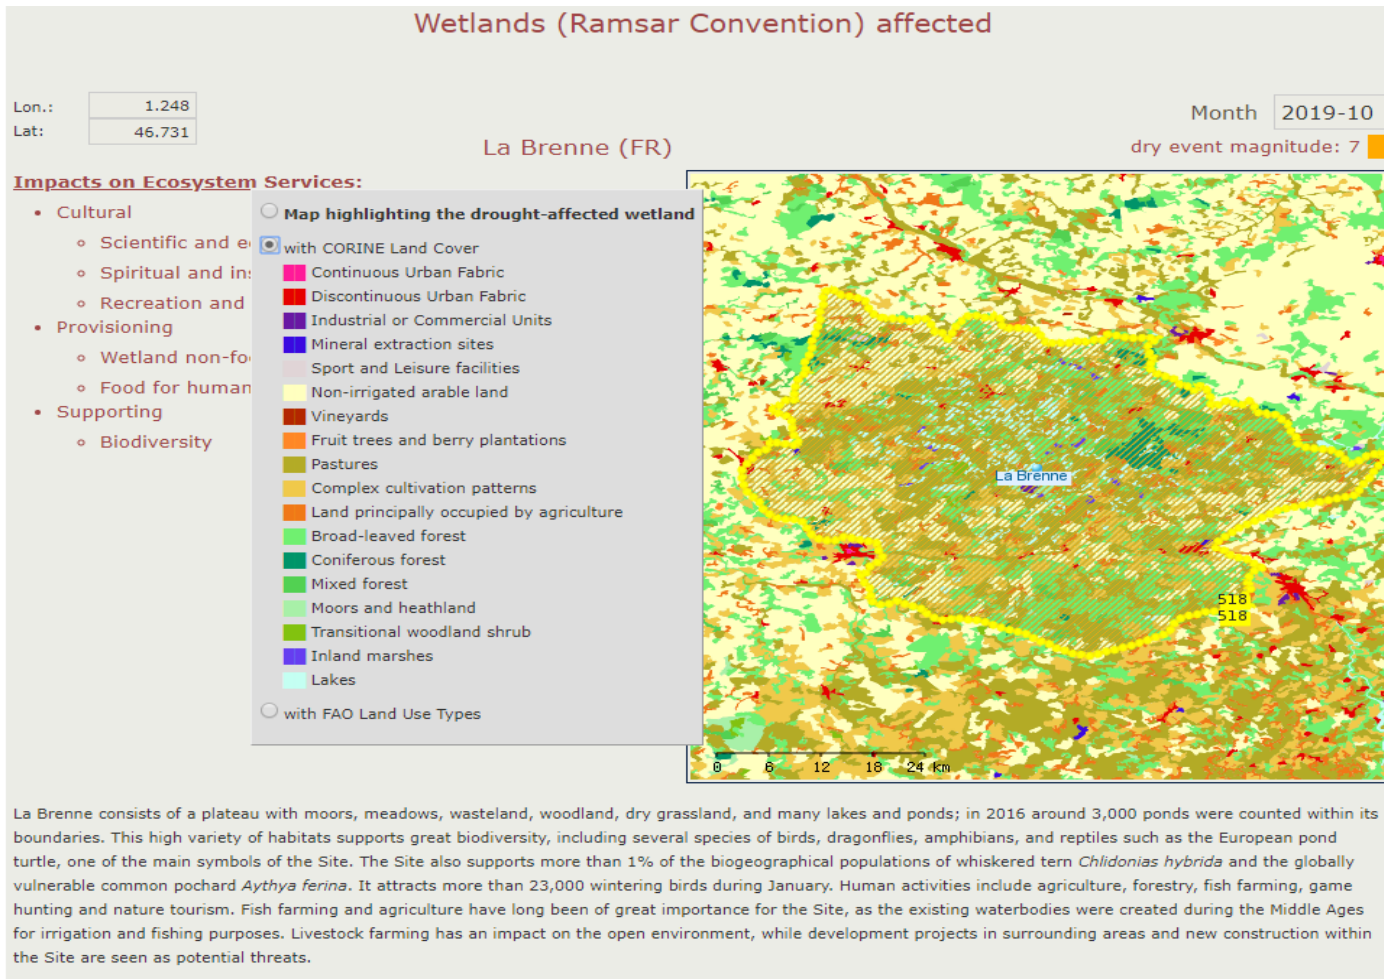 Wetlands (Ramsar Convention) affected
Lon.: 1.248
Lat: 46.731
Month 2019-10
La Brenne (FR)
dry event magnitude: 7
Impacts on Ecosystem Services:
Cultural
Scientific and
Spiritual and
Recreation and
Provisioning
Wetland
Food for human
Supporting
Biodiversity
Map highlighting the drought-affected wetland
with CORINE Land Cover
Continuous Urban Fabric
Discontinuous Urban Fabric
Industrial or Commercial Units
Mineral extraction sites
Sport and Leisure facilities
Non-irrigated arable land
Vineyards
Fruit trees and berry plantations
Pastures
Complex cultivation patterns
Land principally occupied by agriculture
Broad-leaved forest
Coniferous forest
Mixed forest
Moors and heathland
Transitional woodland shrub
Inland marshes
Lakes
with FAO Land Use Types
La Brenne
518
518
0 6 12 18 24 km
La Brenne consists of a plateau with moors, meadows, wasteland, woodland, dry grassland, and many lakes and ponds; in 2016 around 3,000 ponds were counted within its
boundaries. This high variety of habitats supports great biodiversity, including several species of birds, dragonflies, amphibians, and reptiles such as the European pond
turtle, one of the main symbols of the Site. The Site also supports more than 1% of the biogeographical populations of whiskered tern Chlidonias hybrida and the globally
vulnerable common pochard Aythya ferina. It attracts more than 23,000 wintering birds during January. Human activities include agriculture, forestry, fish farming, game
hunting and nature tourism. Fish farming and agriculture have long been of great importance for the Site, as the existing waterbodies were created during the Middle Ages
for irrigation and fishing purposes. Livestock farming has an impact on the open environment, while development projects in surrounding areas and new construction within
the Site are seen as potential threats.